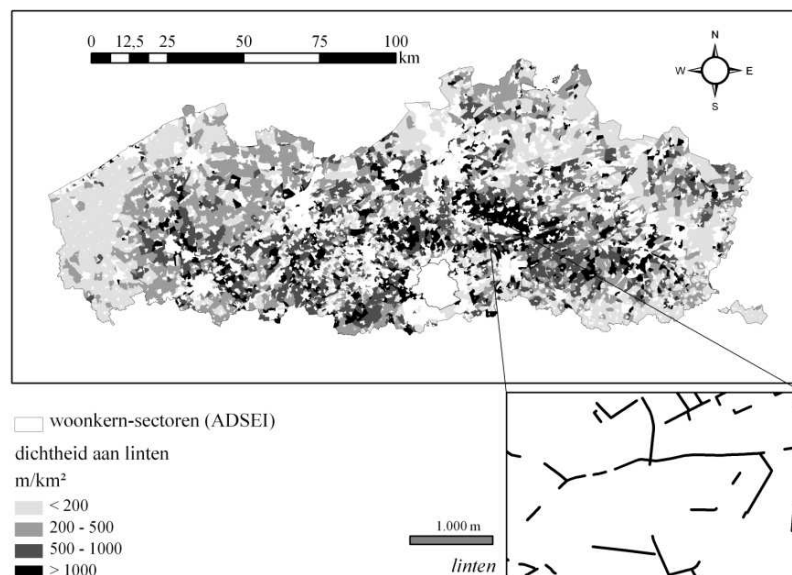 0 12,5 25 50 75 100
km
N
W E
S
woonkern-sectoren (ADSEI)
dichtheid aan linten
m/km²
< 200
200 - 500
500 - 1000
> 1000
1.000 m
linten